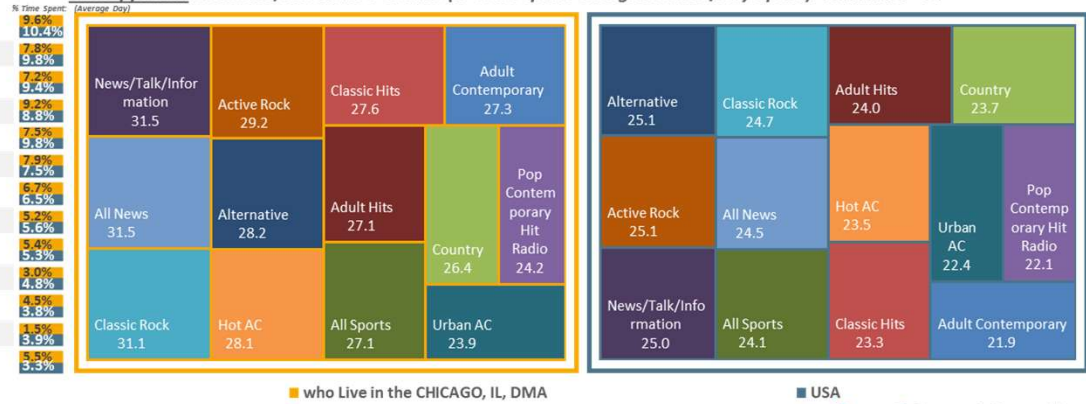 % Time Spent: (Average Day)
9.6%
10.4%
7.8%
9.8%
7.2%
9.4%
9.2%
8.8%
7.5%
9.8%
7.9%
7.5%
6.7%
6.5%
5.2%
5.6%
5.4%
5.3%
3.0%
4.8%
4.5%
3.8%
1.5%
3.9%
5.5%
3.3%
News/Talk/Infor
mation
31.5
Active Rock
29.2
Classic Hits
27.6
Adult
Contemporary
27.3
All News
31.5
Alternative
28.2
Adult Hits
27.1
Country
26.4
Pop
Contem
porary
Hit
Radio
24.2
Classic Rock
31.1
Hot AC
28.1
All Sports
27.1
Urban AC
23.9
Alternative
25.1
Classic Rock
24.7
Adult Hits
24.0
Country
23.7
Active Rock
25.1
All News
24.5
Hot AC
23.5
Urban
AC
22.4
Pop
Contemp
orary Hit
Radio
22.1
News/Talk/Info
rmation
25.0
All Sports
24.1
Classic Hits
23.3
Adult Contemporary
21.9
who Live in the CHICAGO, IL, DMA
USA